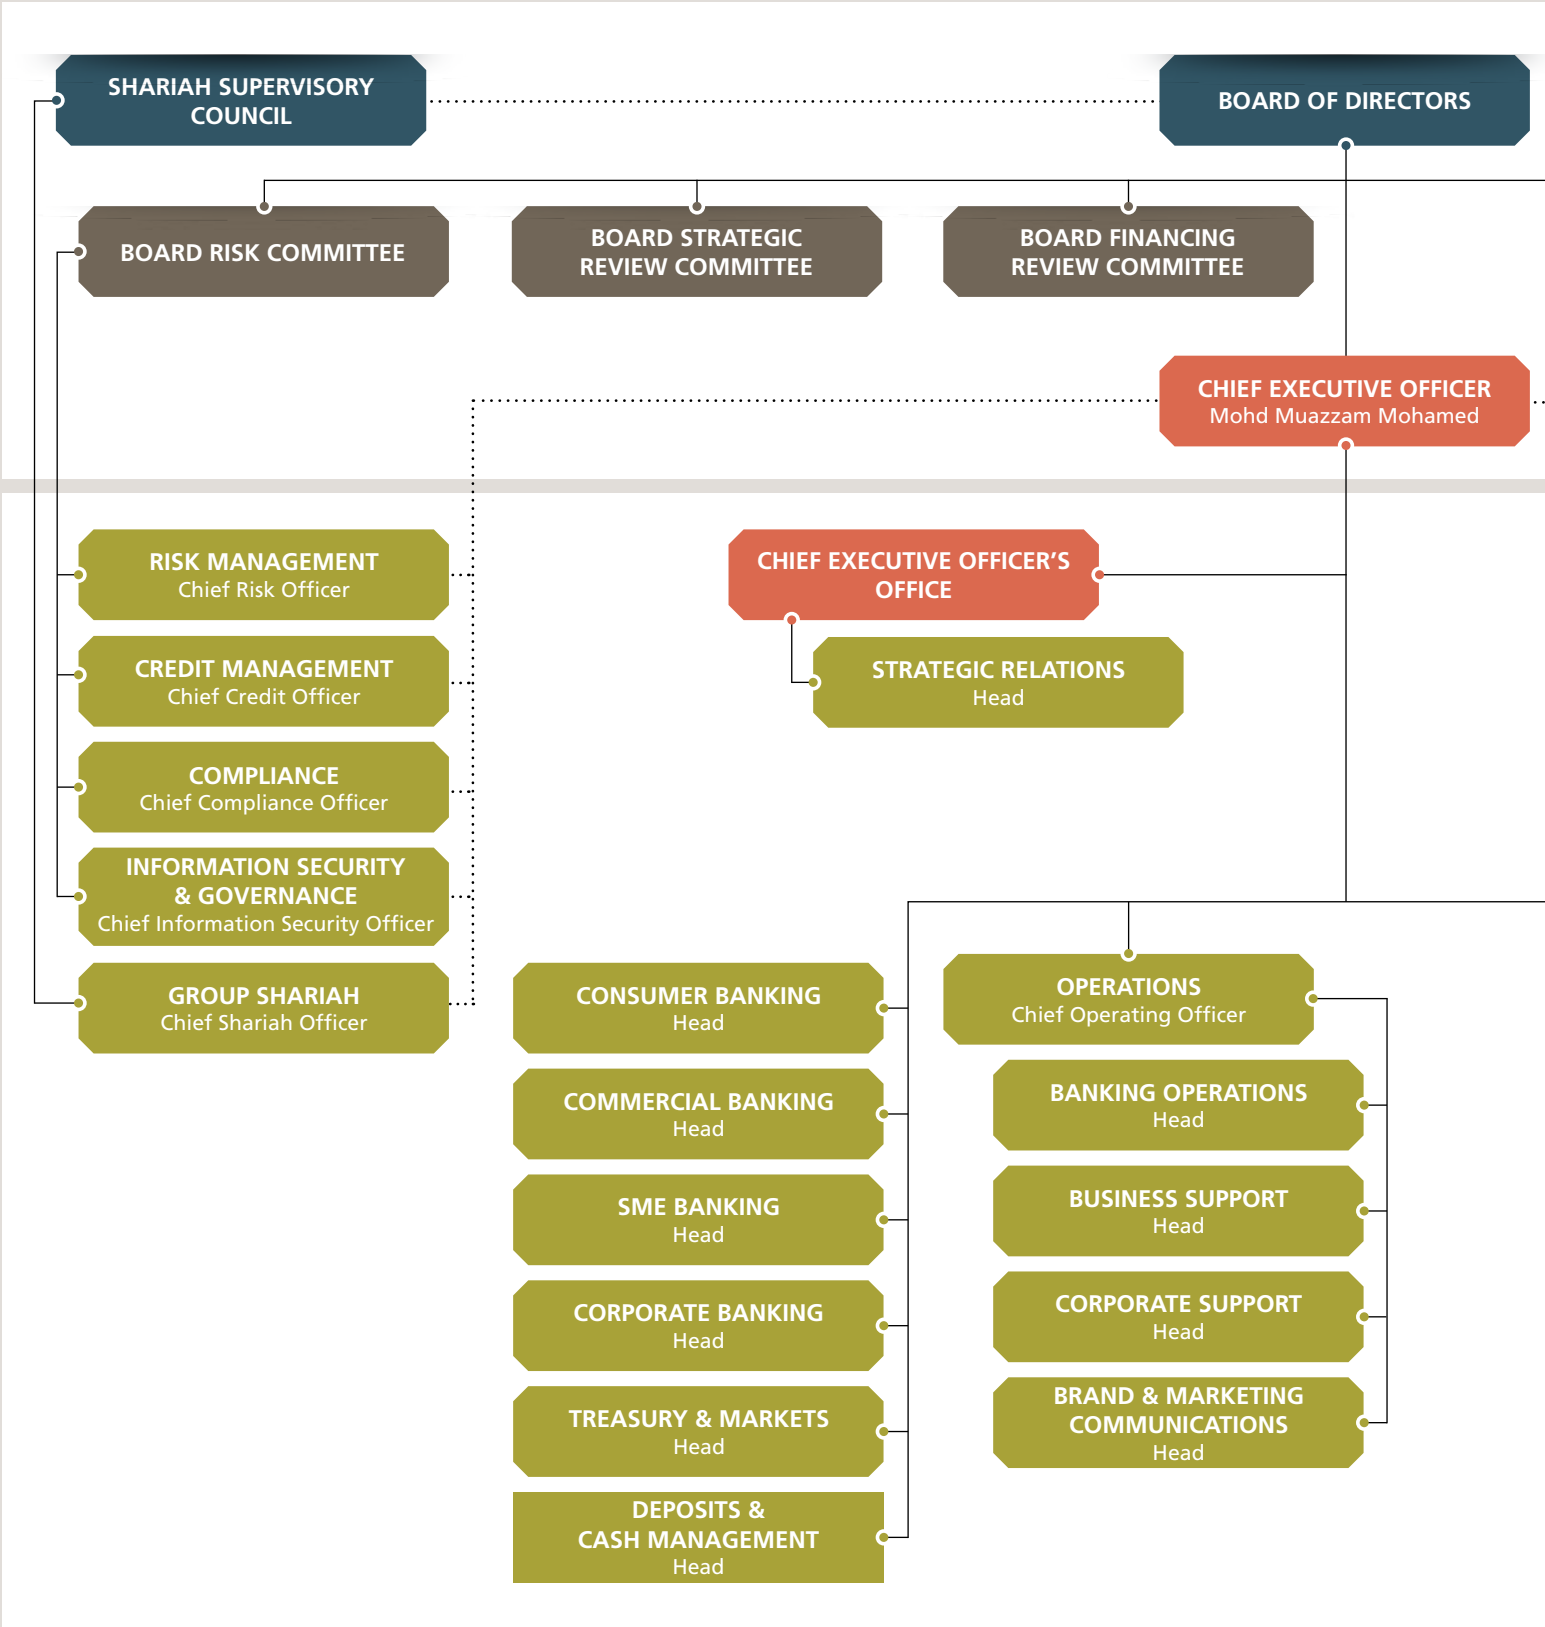 SHARIAH SUPERVISORY
COUNCIL
BOARD OF DIRECTORS
BOARD RISK COMMITTEE
BOARD STRATEGIC
REVIEW COMMITTEE
BOARD FINANCING
REVIEW COMMITTEE
CHIEF EXECUTIVE OFFICER
Mohd Muazzam Mohamed
RISK MANAGEMENT
Chief Risk Officer
CREDIT MANAGEMENT
Chief Credit Officer
COMPLIANCE
Chief Compliance Officer
INFORMATION SECURITY
& GOVERNANCE
Chief Information Security Officer
GROUP SHARIAH
Chief Shariah Officer
CHIEF EXECUTIVE OFFICER’S
OFFICE
STRATEGIC RELATIONS
Head
CONSUMER BANKING
Head
COMMERCIAL BANKING
Head
SME BANKING
Head
CORPORATE BANKING
Head
TREASURY & MARKETS
Head
DEPOSITS &
CASH MANAGEMENT
Head
OPERATIONS
Chief Operating Officer
BANKING OPERATIONS
Head
BUSINESS SUPPORT
Head
CORPORATE SUPPORT
Head
BRAND & MARKETING
COMMUNICATIONS
Head